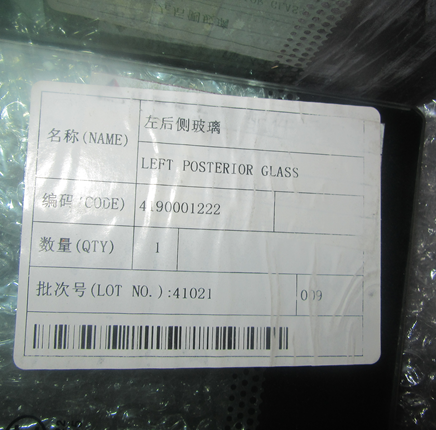 左后侧玻璃
名称(NAME)
LEFT POSTERIOR GLASS
编码(CODE) 4190001222
数量(QTY) 1
批次号(LOT NO.):41021 009